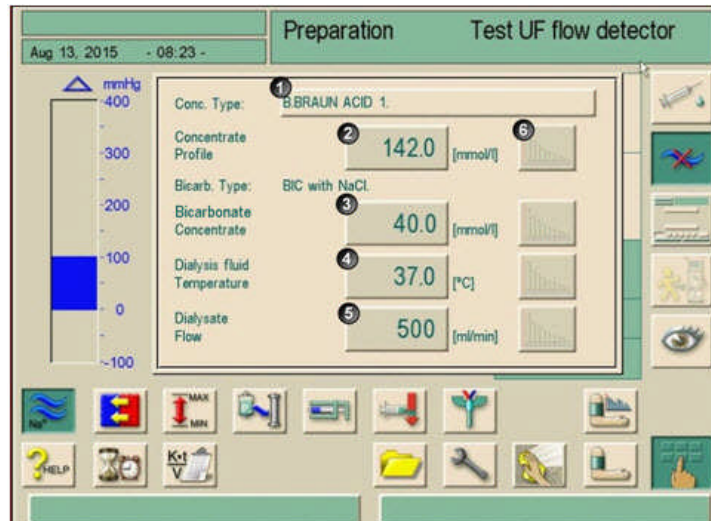 Preparation
Test UF flow detector
Aug 13, 2015 - 08:23 -
mmHg
400
300
200
100
0
-100
1
Conc. Type: B.BRAUN ACID 1.
Concentrate
Profile
2
142.0 [mmol/l]
6
Bicarb. Type: BIC with NaCl.
Bicarbonate
Concentrate
3
40.0 [mmol/l]
Dialysis fluid
Temperature
4
37.0 [°C]
Dialysate
Flow
5
500 [ml/min]
Na+
MAX
MIN
?HELP
K•t
V